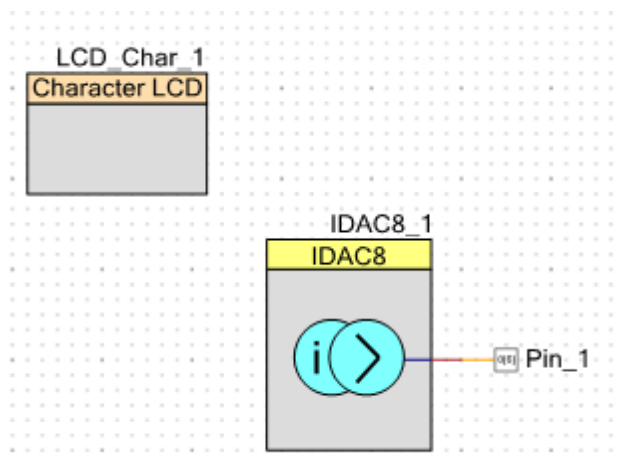 LCD_Char_1
Character LCD
IDAC8_1
IDAC8
i
Pin_1